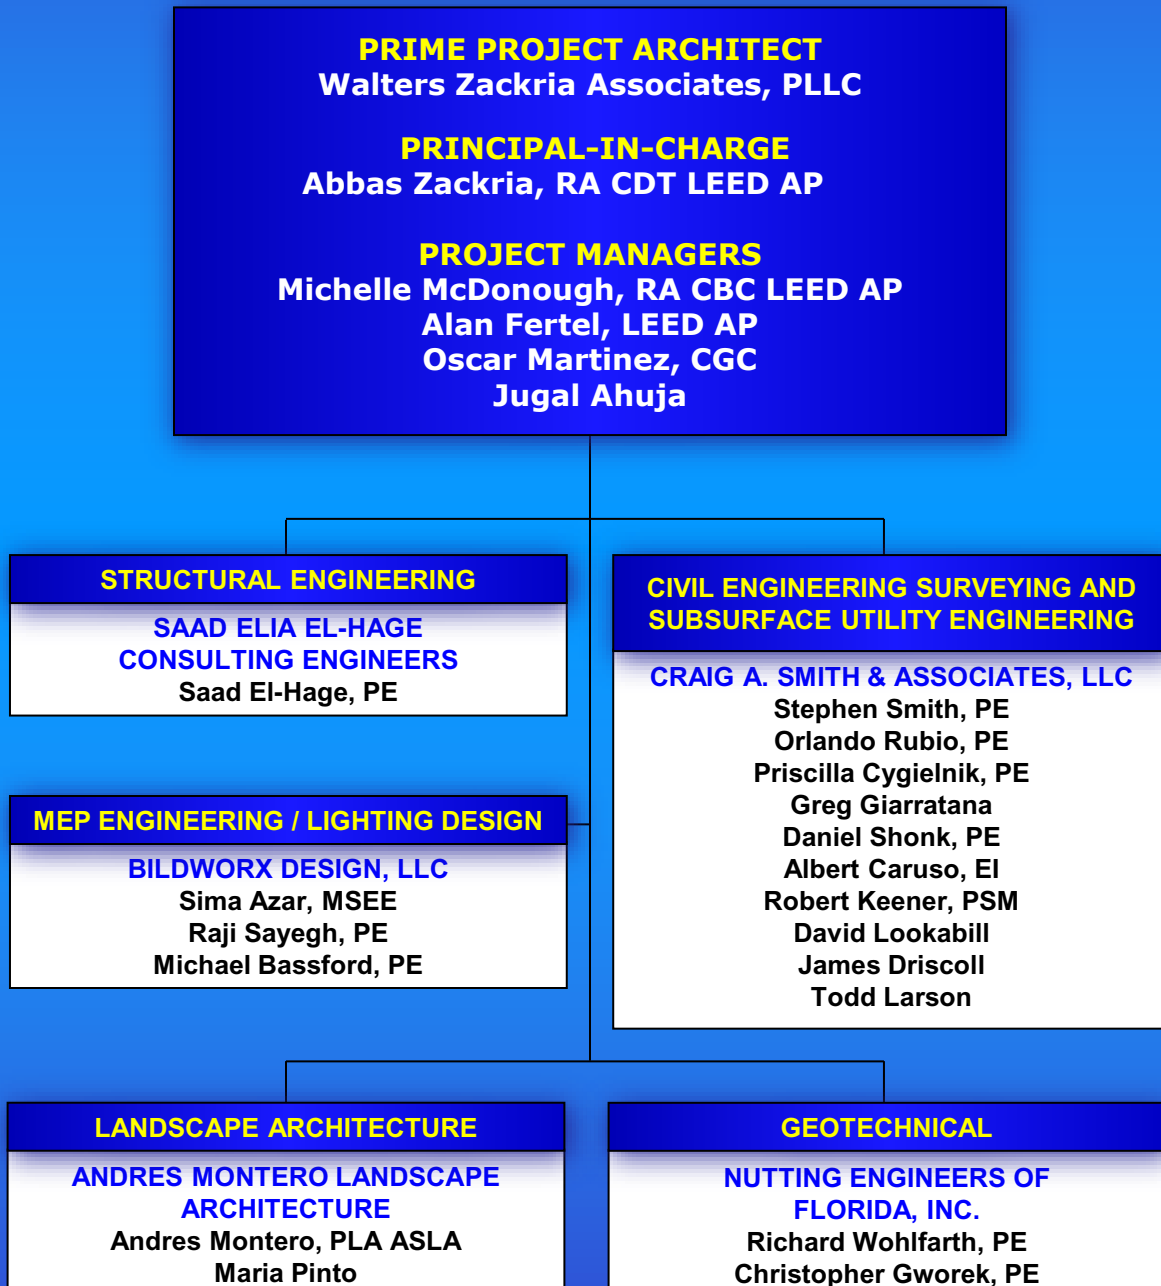 PRIME PROJECT ARCHITECT
Walters Zackria Associates, PLLC
PRINCIPAL-IN-CHARGE
Abbas Zackria, RA CDT LEED AP
PROJECT MANAGERS
Michelle McDonough, RA CBC LEED AP
Alan Fertel, LEED AP
Oscar Martinez, CGC
Jugal Ahuja
STRUCTURAL ENGINEERING
SAAD ELIA EL-HAGE
CONSULTING ENGINEERS
Saad El-Hage, PE
CIVIL ENGINEERING SURVEYING AND
SUBSURFACE UTILITY ENGINEERING
CRAIG A. SMITH & ASSOCIATES, LLC
Stephen Smith, PE
Orlando Rubio, PE
Priscilla Cygielnik, PE
Greg Giarratana
Daniel Shonk, PE
Albert Caruso, EI
Robert Keener, PSM
David Lookabill
James Driscoll
Todd Larson
MEP ENGINEERING / LIGHTING DESIGN
BILDWORX DESIGN, LLC
Sima Azar, MSEE
Raji Sayegh, PE
Michael Bassford, PE
LANDSCAPE ARCHITECTURE
ANDRES MONTERO LANDSCAPE
ARCHITECTURE
Andres Montero, PLA ASLA
Maria Pinto
GEOTECHNICAL
NUTTING ENGINEERS OF
FLORIDA, INC.
Richard Wohlfarth, PE
Christopher Gworek, PE